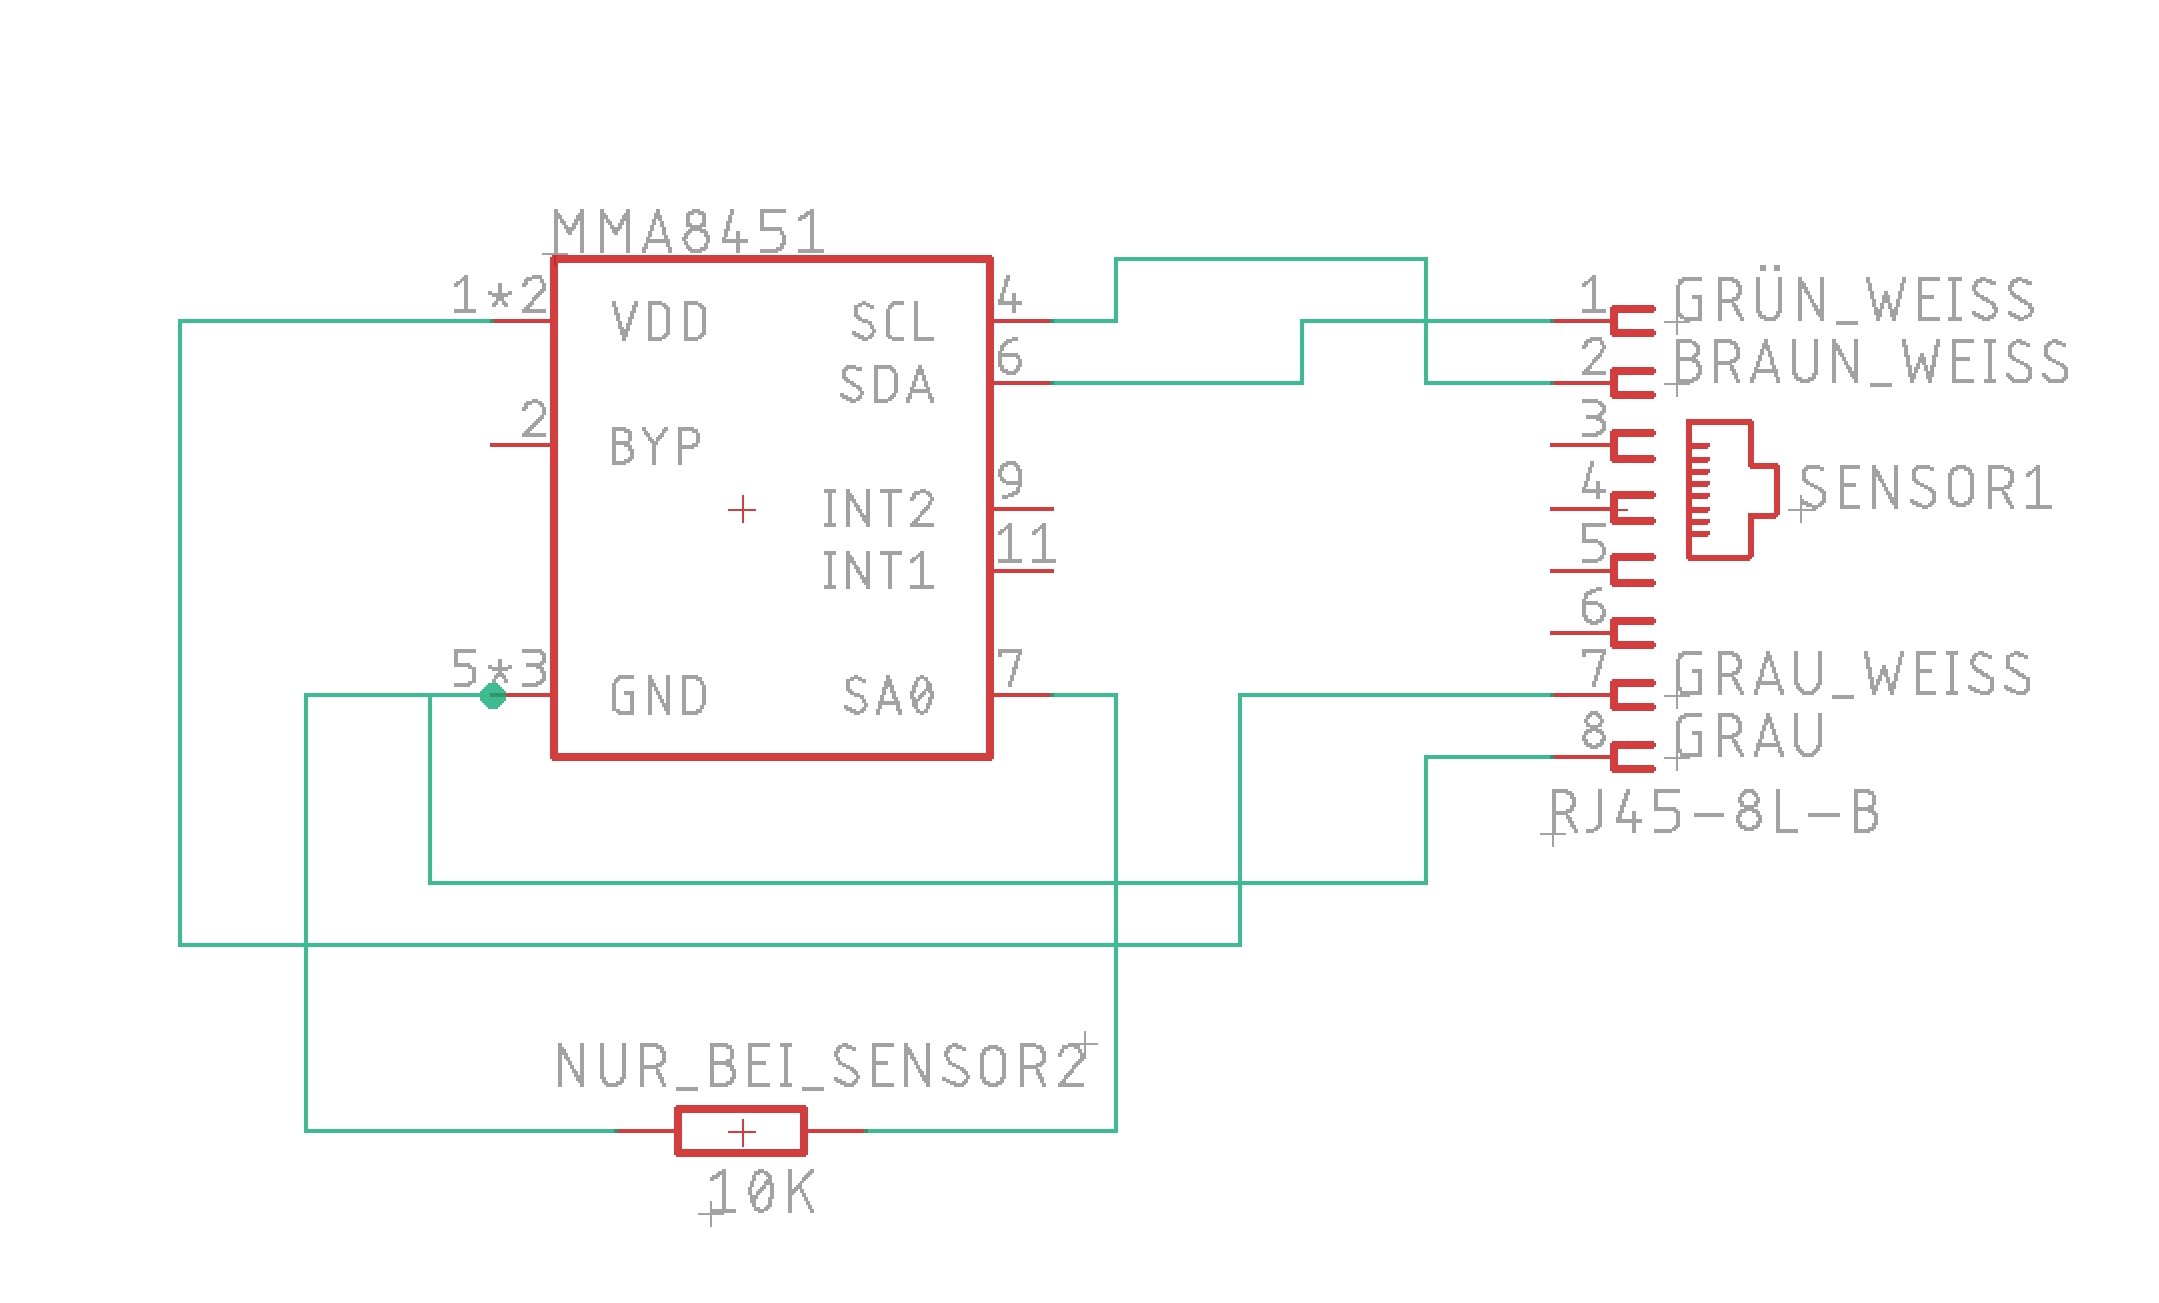 MMA8451
1*2 VDD SCL 4
SDA 6
2 BYP
INT2 9
INT1 11
5*3 GND SA0 7
1 GRÜN_WEISS
2 BRAUN_WEISS
3
4
SENSOR1
5
6
7 GRAU_WEISS
8 GRAU
RJ45-8L-B
NUR_BEI_SENSOR2
10K